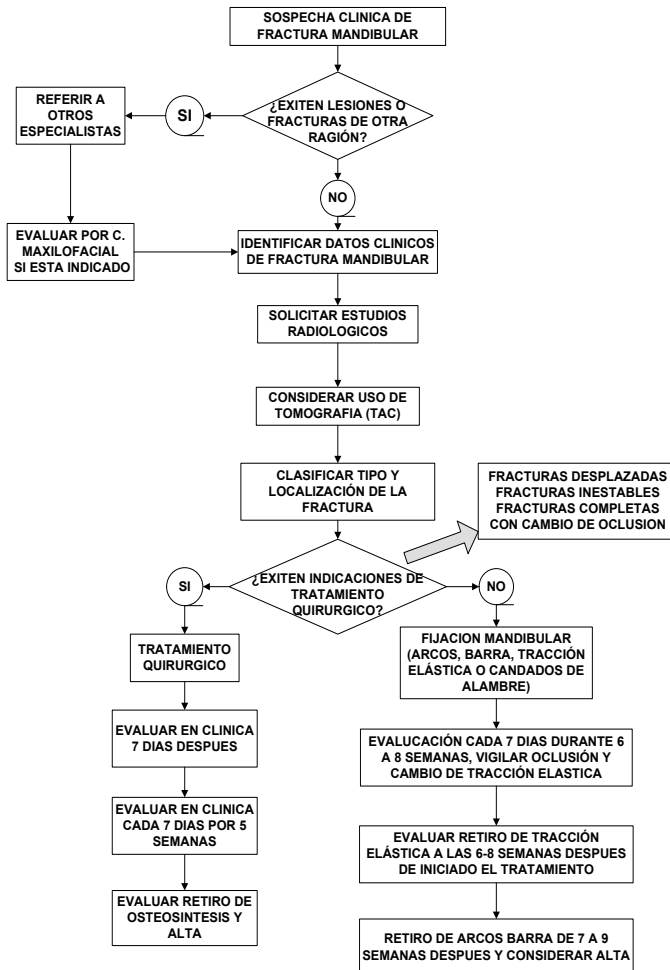 SOSPECHA CLINICA DE
FRACTURA MANDIBULAR
¿EXITEN LESIONES O
FRACTURAS DE OTRA
RAGIÓN?
SI
REFERIR A
OTROS
ESPECIALISTAS
NO
EVALUAR POR C.
MAXILOFACIAL
SI ESTA INDICADO
IDENTIFICAR DATOS CLINICOS
DE FRACTURA MANDIBULAR
SOLICITAR ESTUDIOS
RADIOLOGICOS
CONSIDERAR USO DE
TOMOGRAFIA (TAC)
CLASIFICAR TIPO Y
LOCALIZACIÓN DE LA
FRACTURA
FRACTURAS DESPLAZADAS
FRACTURAS INESTABLES
FRACTURAS COMPLETAS
CON CAMBIO DE OCLUSION
¿EXITEN INDICACIONES DE
TRATAMIENTO
QUIRURGICO?
SI
NO
TRATAMIENTO
QUIRURGICO
EVALUAR EN CLINICA
7 DIAS DESPUES
EVALUAR EN CLINICA
CADA 7 DIAS POR 5
SEMANAS
EVALUAR RETIRO DE
OSTEOSINTESIS Y
ALTA
FIJACION MANDIBULAR
(ARCOS, BARRA, TRACCIÓN
ELÁSTICA O CANDADOS DE
ALAMBRE)
EVALUCACIÓN CADA 7 DIAS DURANTE 6
A 8 SEMANAS, VIGILAR OCLUSIÓN Y
CAMBIO DE TRACCIÓN ELASTICA
EVALUAR RETIRO DE TRACCIÓN
ELÁSTICA A LAS 6-8 SEMANAS DESPUES
DE INICIADO EL TRATAMIENTO
RETIRO DE ARCOS BARRA DE 7 A 9
SEMANAS DESPUES Y CONSIDERAR ALTA